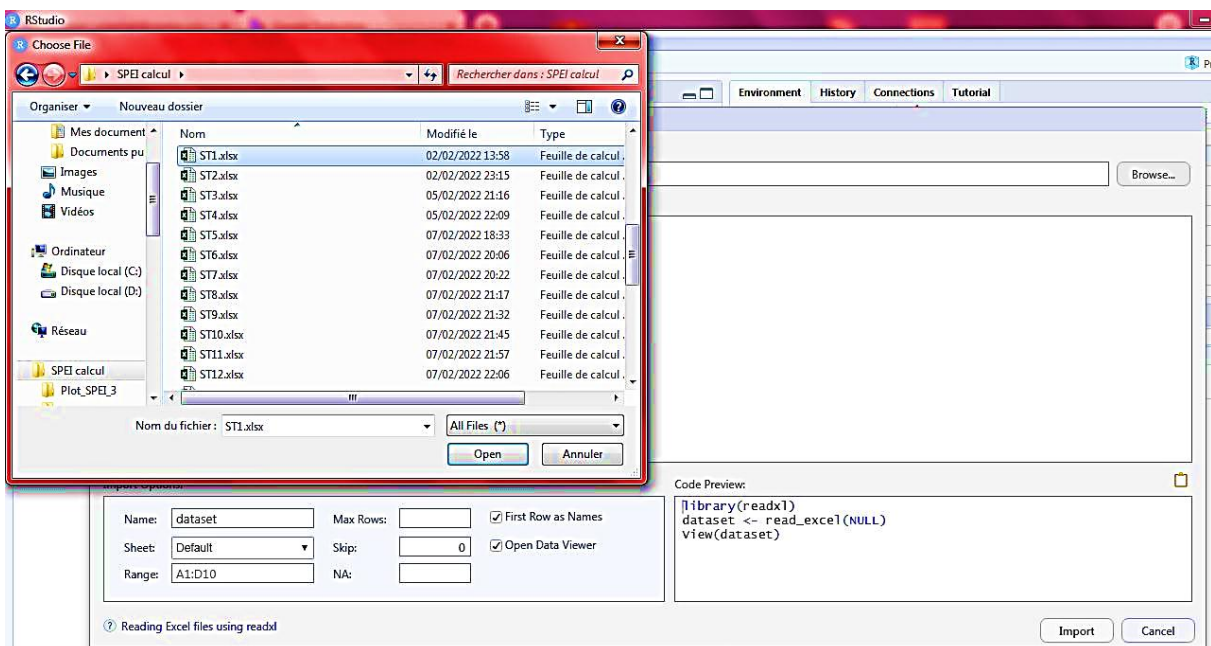 RStudio
Choose File
SPEI calcul
Rechercher dans : SPEI calcul
Organiser
Nouveau dossier
Environment History Connections Tutorial
Mes document
Documents pu
Images
Musique
Vidéos
Ordinateur
Disque local (C:)
Disque local (D:)
Réseau
SPEI calcul
Plot_SPEI_3
Nom Modifié le Type
ST1.xlsx 02/02/2022 13:58 Feuille de calcul .
ST2.xlsx 02/02/2022 23:15 Feuille de calcul .
ST3.xlsx 05/02/2022 21:16 Feuille de calcul .
ST4.xlsx 05/02/2022 22:09 Feuille de calcul .
ST5.xlsx 07/02/2022 18:33 Feuille de calcul .
ST6.xlsx 07/02/2022 20:06 Feuille de calcul .
ST7.xlsx 07/02/2022 20:22 Feuille de calcul .
ST8.xlsx 07/02/2022 21:17 Feuille de calcul .
ST9.xlsx 07/02/2022 21:32 Feuille de calcul .
ST10.xlsx 07/02/2022 21:45 Feuille de calcul .
ST11.xlsx 07/02/2022 21:57 Feuille de calcul .
ST12.xlsx 07/02/2022 22:06 Feuille de calcul .
Browse...
Nom du fichier : ST1.xlsx All Files (*)
Open Annuler
Name: dataset Max Rows: First Row as Names
Sheet: Default Skip: 0 Open Data Viewer
Range: A1:D10 NA:
Code Preview:
library(readxl)
dataset <- read_excel(NULL)
View(dataset)
Reading Excel files using readxl
Import Cancel